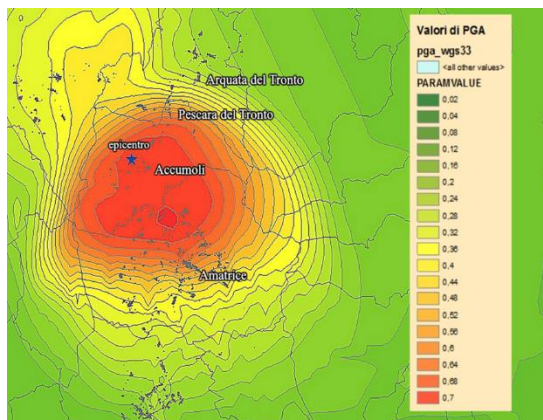 Valori di PGA
pga_wgs33
<all other values>
PARAMVALUE
0,02
0,04
0,08
0,12
0,16
0,2
0,24
0,28
0,32
0,36
0,4
0,44
0,48
0,52
0,56
0,6
0,64
0,68
0,7
Arquata del Tronto
Pescara del Tronto
epicentro
Accumoli
Amatrice